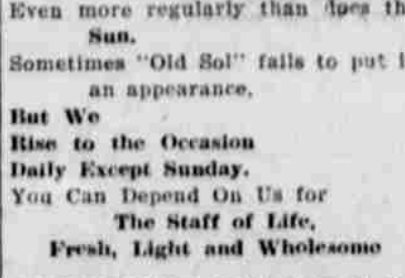 Even more regularly than does th
Sun.
Sometimes "Old Sol" fails to put i
an appearance,
But We
Rise to the Occasion
Daily Except Sunday.
You Can Depend On Us for
The Staff of Life,
Fresh, Light and Wholesome